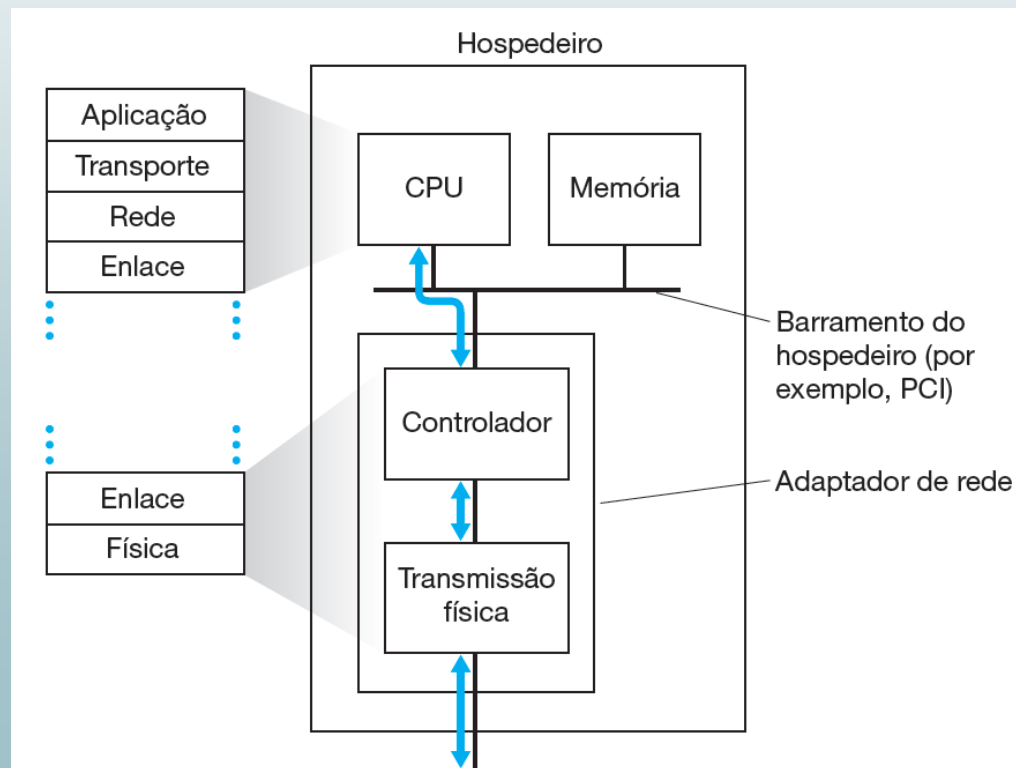 Hospedeiro
Aplicação
Transporte
Rede
Enlace
CPU
Memória
Barramento do
hospedeiro (por
exemplo, PCI)
Controlador
Adaptador de rede
Enlace
Física
Transmissão
física